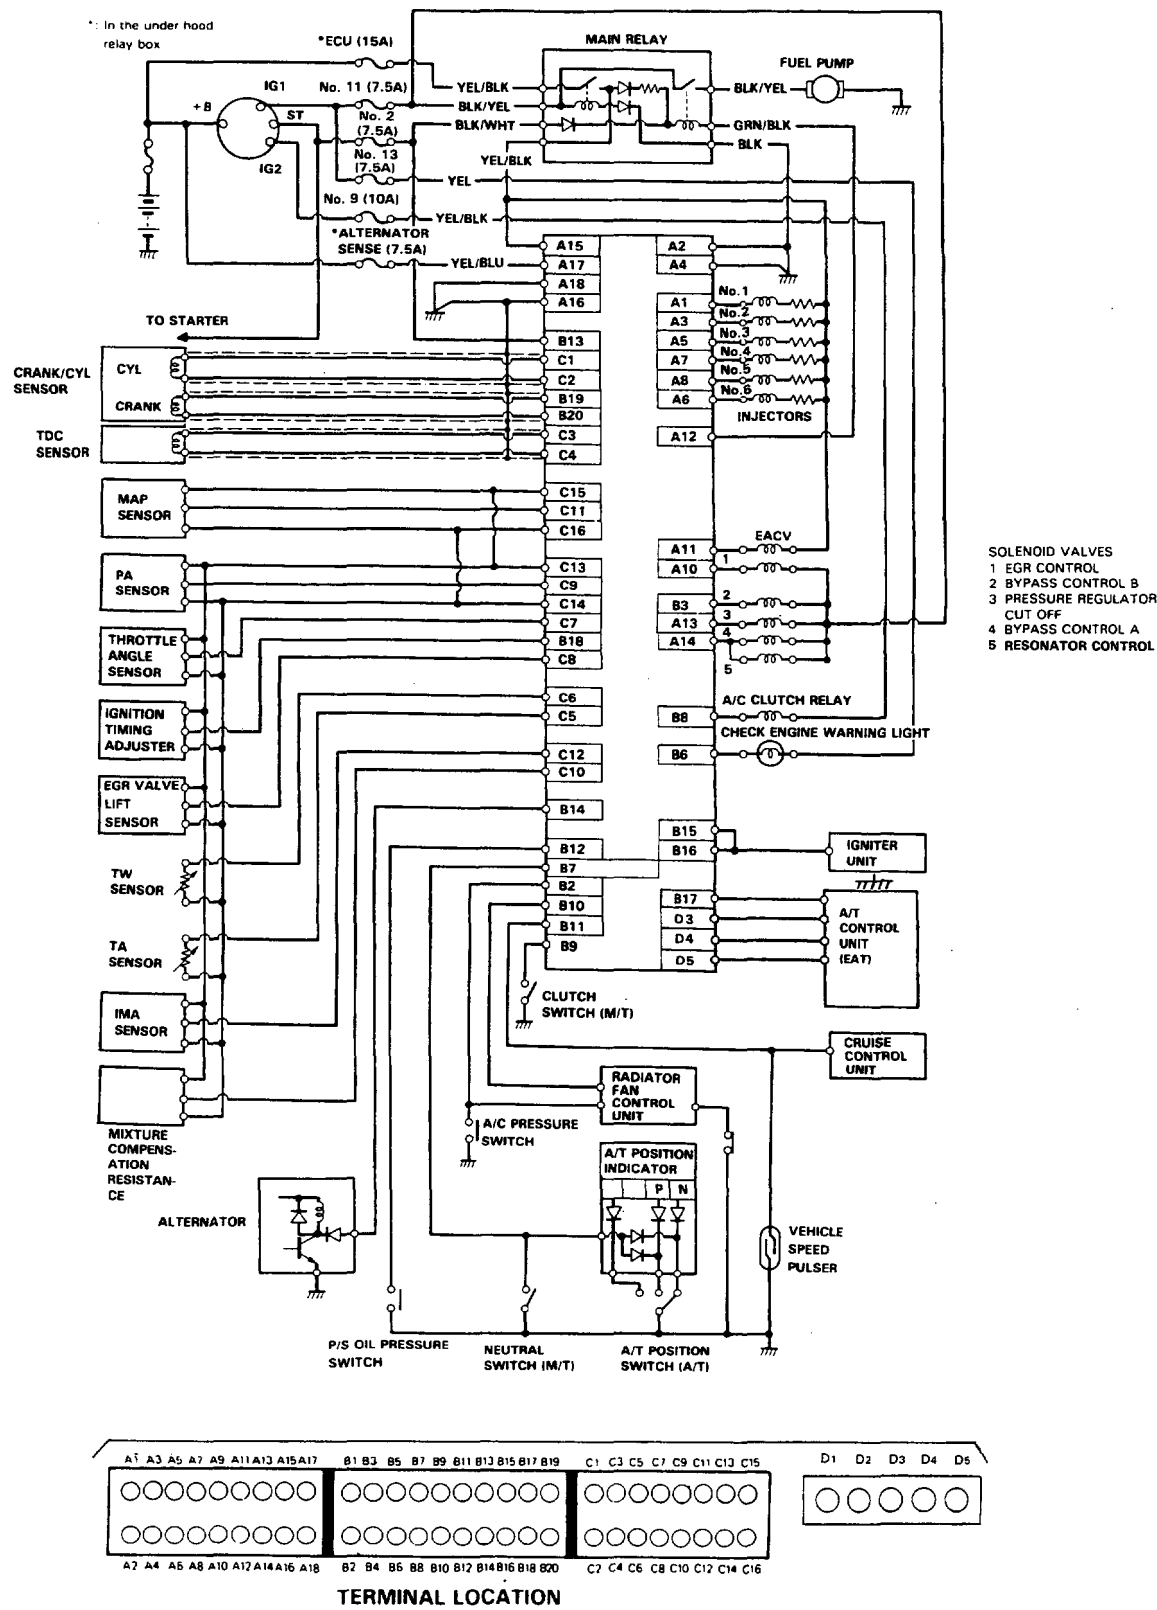 *: In the under hood
relay box
*ECU (15A)
MAIN RELAY
FUEL PUMP
IG1
No. 11 (7.5A)
YEL/BLK
BLK/YEL
+B
ST
No. 2
(7.5A)
BLK/YEL
BLK/WHT
GRN/BLK
BLK
IG2
No. 13
(7.5A)
YEL/BLK
YEL
No. 9 (10A)
YEL/BLK
*ALTERNATOR
SENSE (7.5A)
YEL/BLU
A15
A17
A18
A16
A2
A4
TO STARTER
B13
C1
C2
B19
B20
C3
C4
A1
A3
A5
A7
A8
A6
No.1
No.2
No.3
No.4
No.5
No.6
INJECTORS
A12
CRANK/CYL
SENSOR
CYL
CRANK
TDC
SENSOR
MAP
SENSOR
C15
C11
C16
PA
SENSOR
C13
C9
C14
C7
B18
C8
THROTTLE
ANGLE
SENSOR
IGNITION
TIMING
ADJUSTER
EGR VALVE
LIFT
SENSOR
C6
C5
C12
C10
B14
EACV
A11
A10
1
B3
2
A13
3
A14
4
5
SOLENOID VALVES
1 EGR CONTROL
2 BYPASS CONTROL B
3 PRESSURE REGULATOR
CUT OFF
4 BYPASS CONTROL A
5 RESONATOR CONTROL
A/C CLUTCH RELAY
B8
CHECK ENGINE WARNING LIGHT
B6
B12
B7
B2
B10
B11
B9
B15
B16
IGNITER
UNIT
B17
D3
D4
D5
A/T
CONTROL
UNIT
(EAT)
TW
SENSOR
TA
SENSOR
IMA
SENSOR
CLUTCH
SWITCH (M/T)
CRUISE
CONTROL
UNIT
RADIATOR
FAN
CONTROL
UNIT
A/C PRESSURE
SWITCH
MIXTURE
COMPENS-
ATION
RESISTAN-
CE
A/T POSITION
INDICATOR
P N
ALTERNATOR
VEHICLE
SPEED
PULSER
P/S OIL PRESSURE
SWITCH
NEUTRAL
SWITCH (M/T)
A/T POSITION
SWITCH (A/T)
A1 A3 A5 A7 A9 A11 A13 A15 A17
B1 B3 B5 B7 B9 B11 B13 B15 B17 B19
C1 C3 C5 C7 C9 C11 C13 C15
D1 D2 D3 D4 D5
A2 A4 A6 A8 A10 A12 A14 A16 A18
B2 B4 B6 B8 B10 B12 B14 B16 B18 B20
C2 C4 C6 C8 C10 C12 C14 C16
TERMINAL LOCATION